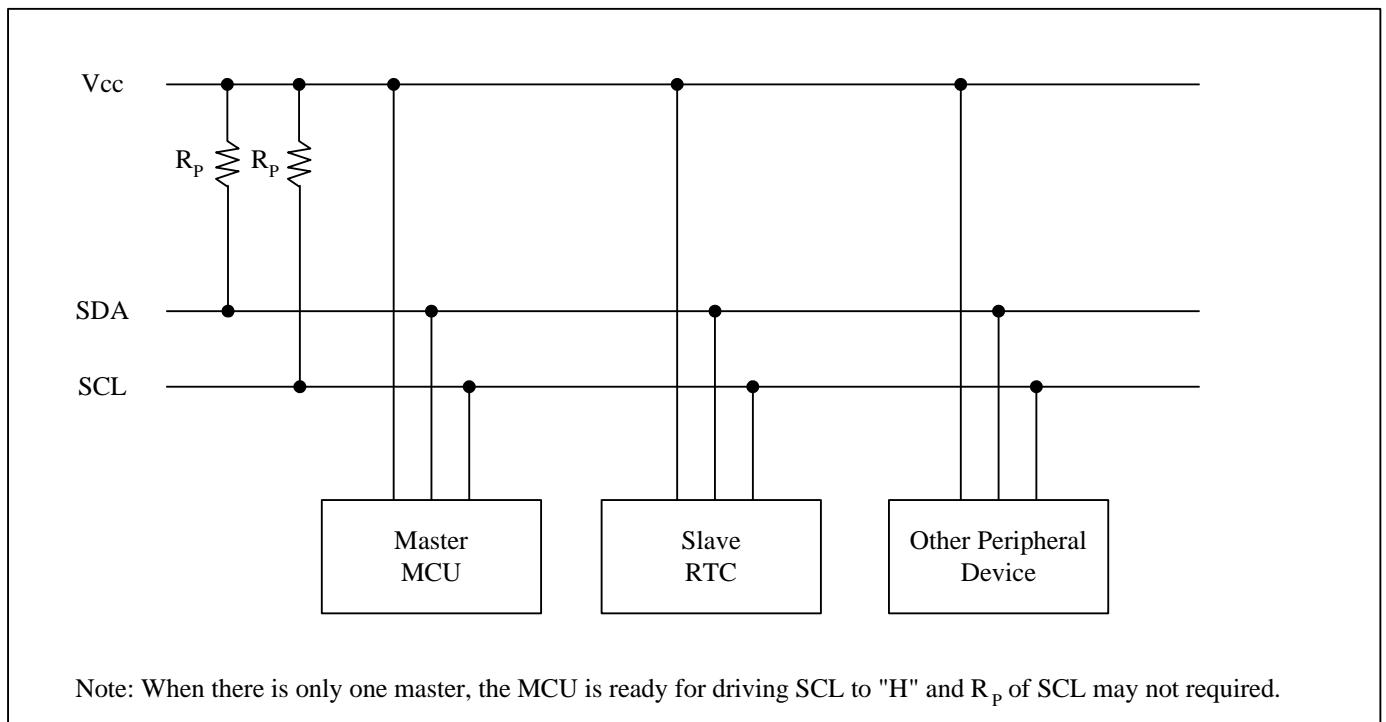 Vcc
R_P R_P
SDA
SCL
Master
MCU
Slave
RTC
Other Peripheral
Device
Note: When there is only one master, the MCU is ready for driving SCL to "H" and R_P of SCL may not required.